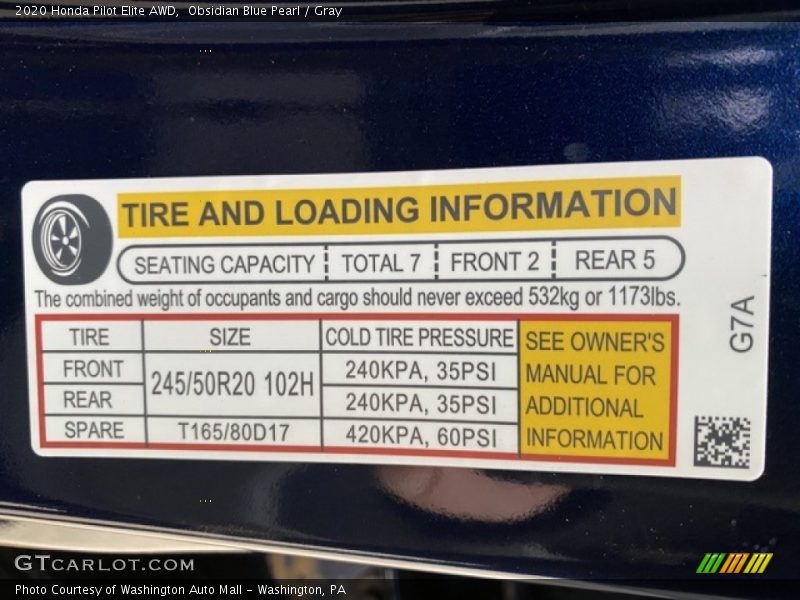 2020 Honda Pilot Elite AWD,  Obsidian Blue Pearl / Gray
TIRE AND LOADING INFORMATION
SEATING CAPACITY TOTAL 7 FRONT 2 REAR 5
The combined weight of occupants and cargo should never exceed 532kg or 1173lbs.
TIRE SIZE COLD TIRE PRESSURE
FRONT 245/50R20 102H 240KPA, 35PSI
REAR 240KPA, 35PSI
SPARE T165/80D17 420KPA, 60PSI
SEE OWNER'S
MANUAL FOR
ADDITIONAL
INFORMATION
G7A
GTCARLOT.COM
Photo Courtesy of Washington Auto Mall - Washington, PA